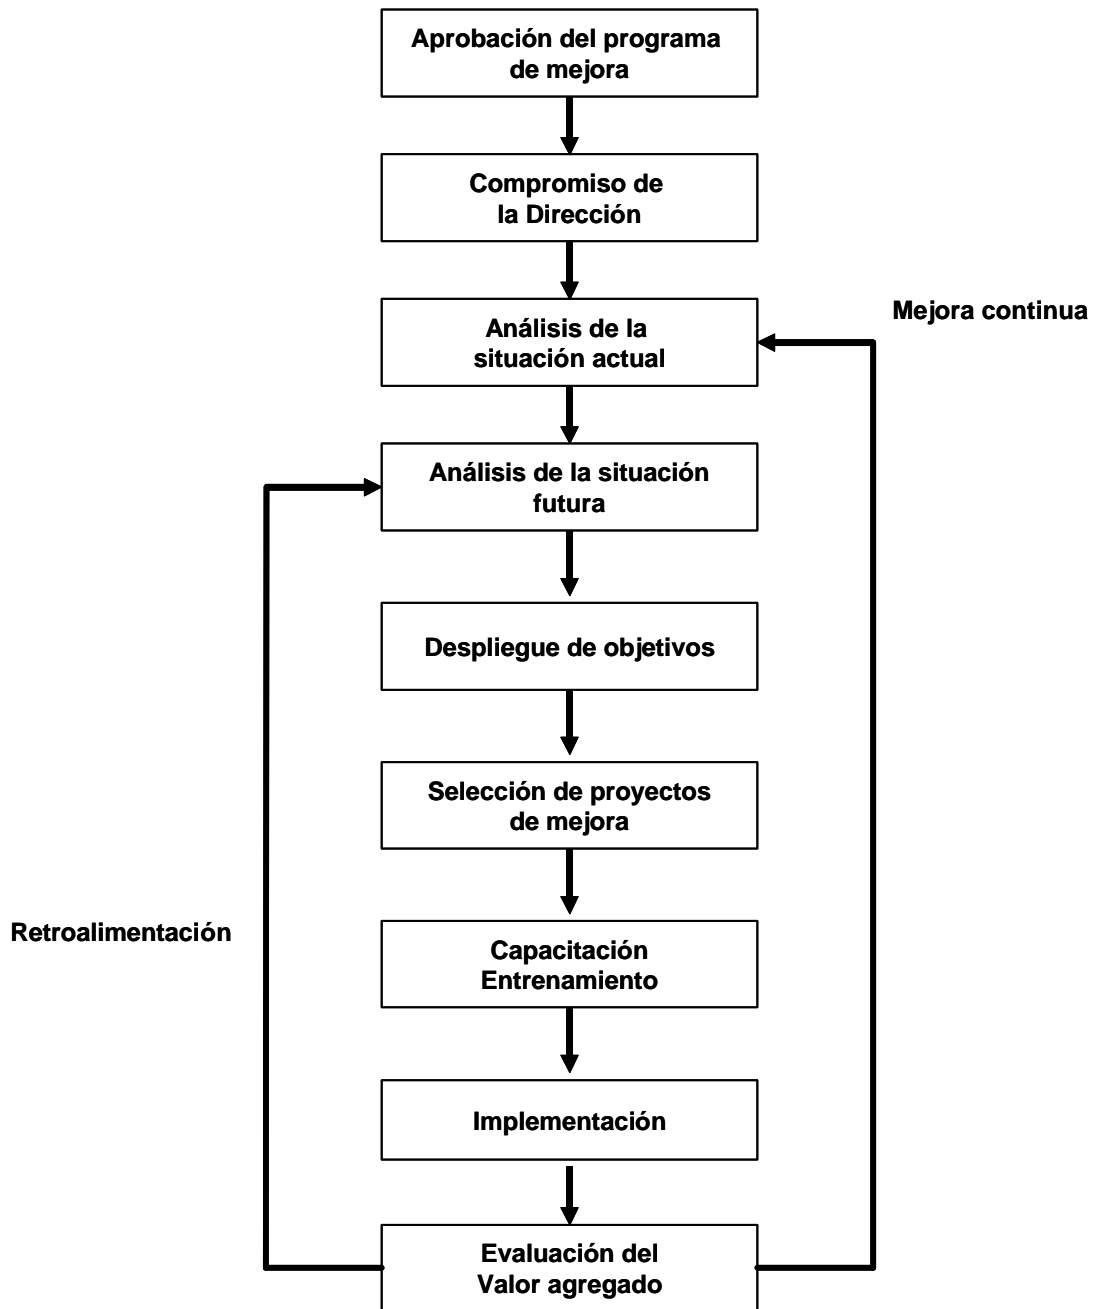 Aprobación del programa
de mejora
Compromiso de
la Dirección
Análisis de la
situación actual
Mejora continua
Análisis de la situación
futura
Despliegue de objetivos
Selección de proyectos
de mejora
Retroalimentación
Capacitación
Entrenamiento
Implementación
Evaluación del
Valor agregado